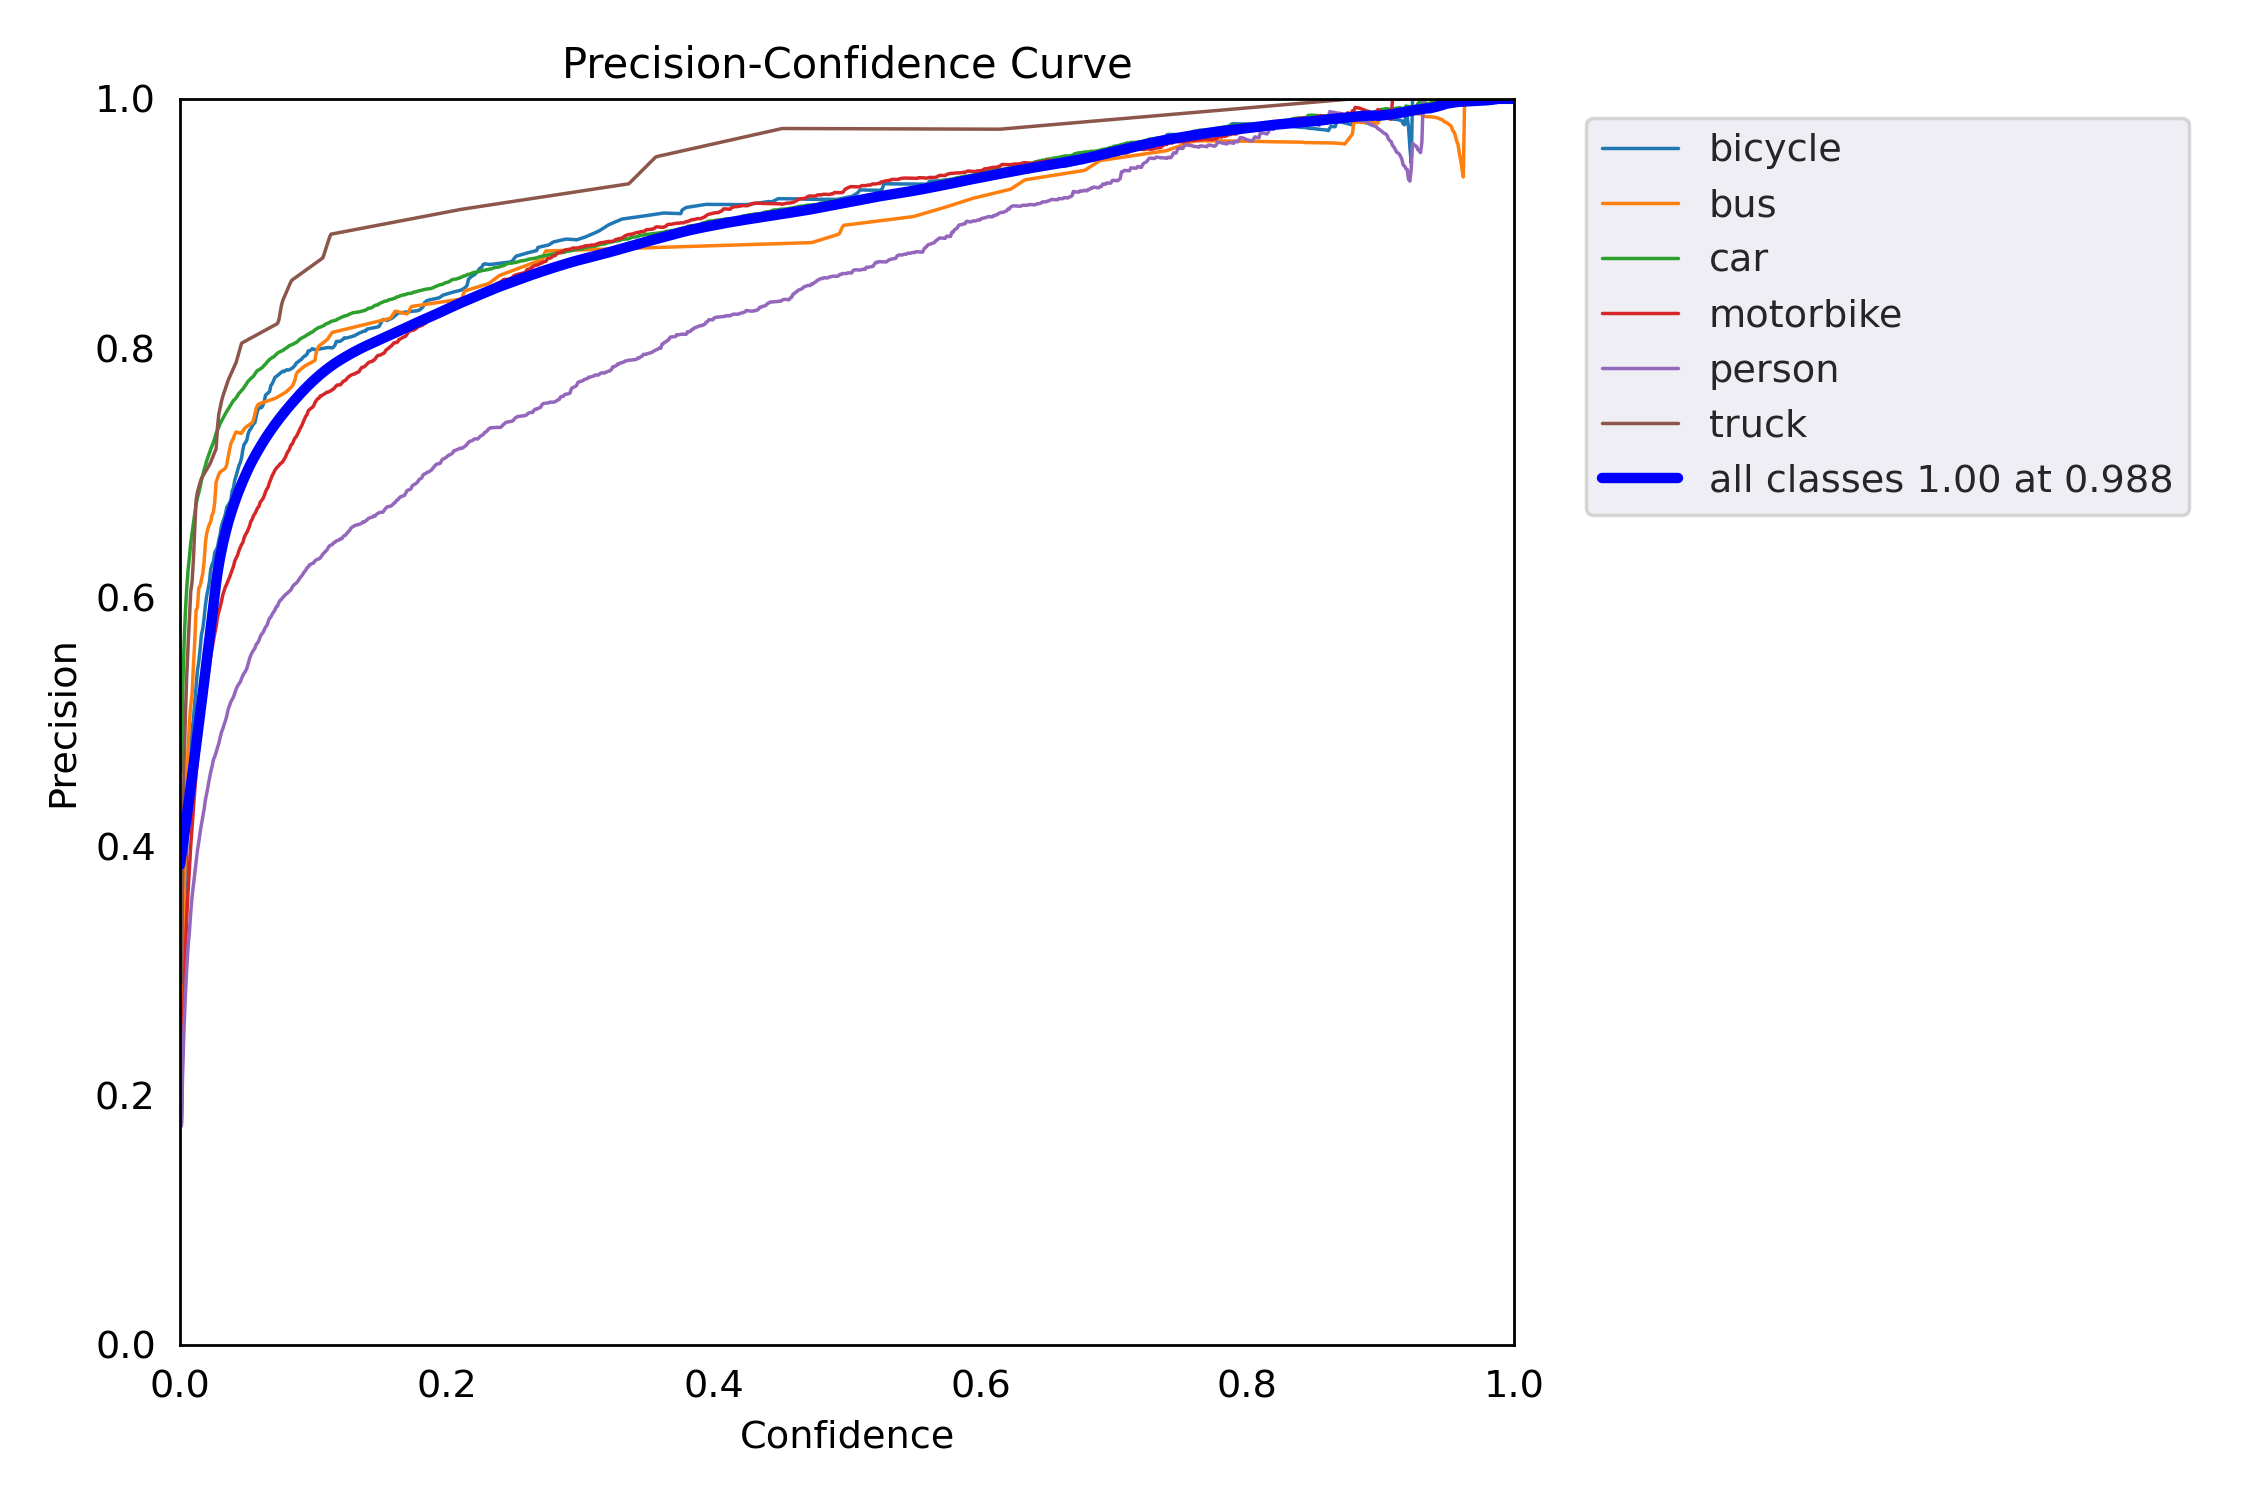 Precision-Confidence Curve
1.0
0.8
0.6
0.4
0.2
0.0
Precision
0.0 0.2 0.4 0.6 0.8 1.0
Confidence
bicycle
bus
car
motorbike
person
truck
all classes 1.00 at 0.988